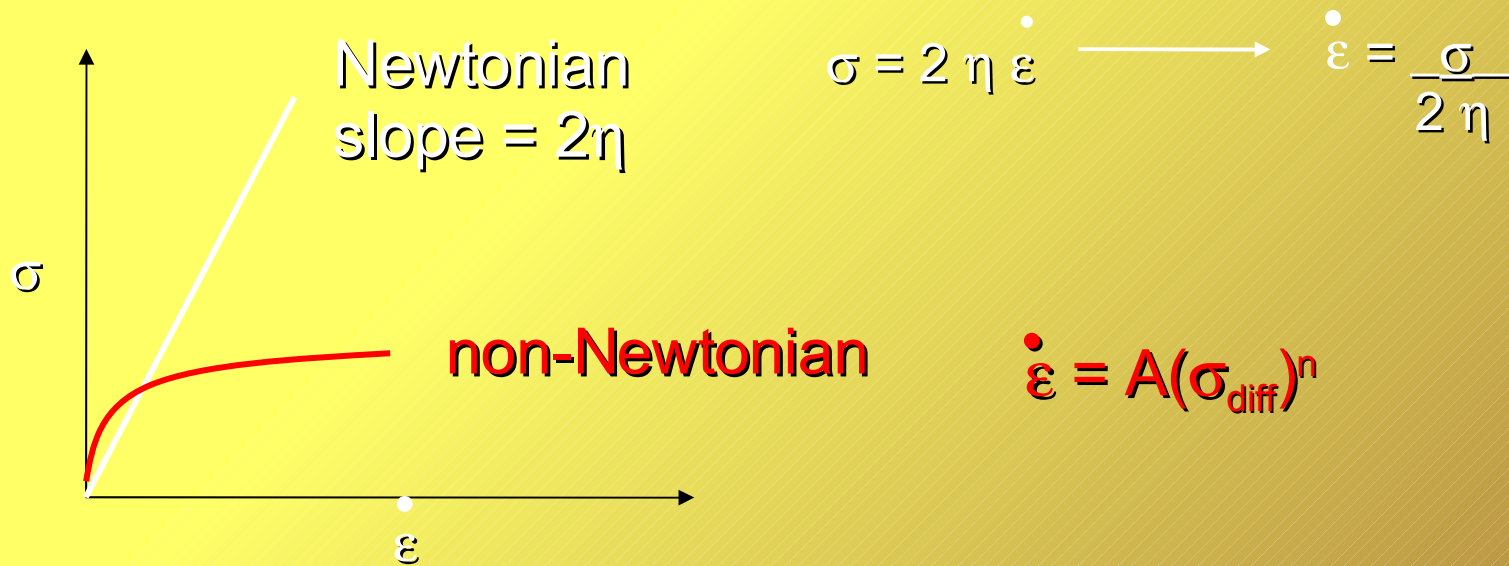 Newtonian
slope = 2η
σ = 2 η ε̇
ε̇ = σ
2 η
σ
non-Newtonian
ε̇ = A(σdiff)n
ε̇